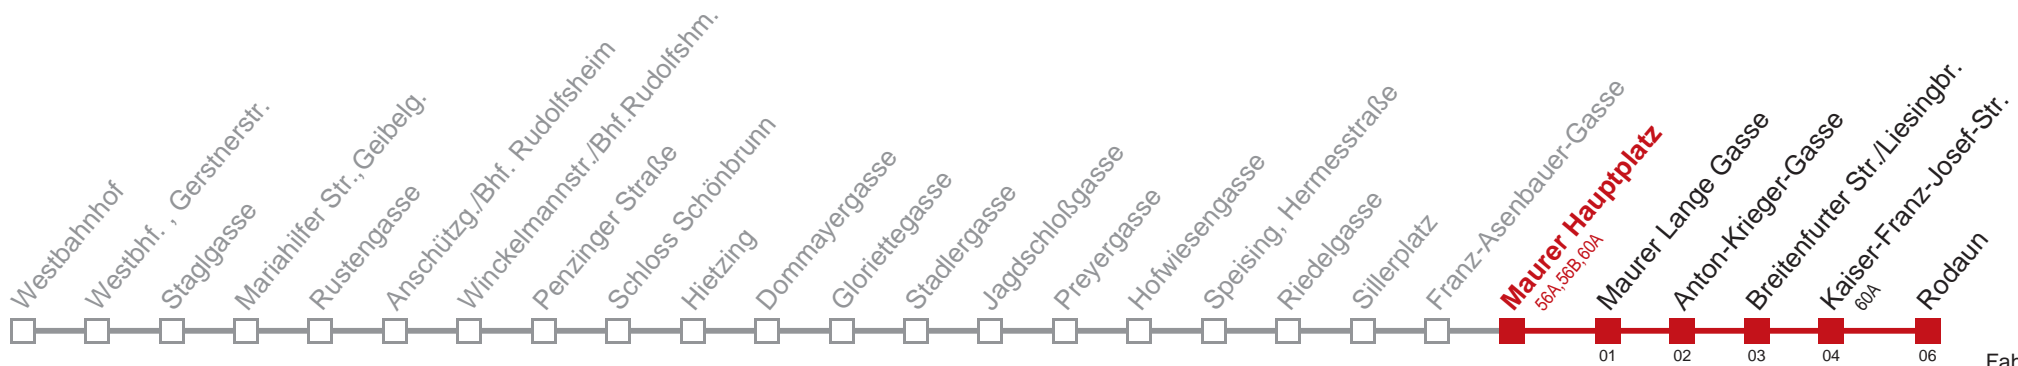 Westbahnhof
Westbhf. , Gerstnerstr.
Staglgasse
Mariahilfer Str.,Geibelg.
Rustengasse
Anschützg./Bhf. Rudolfsheim
Winckelmannstr./Bhf.Rudolfshm.
Penzinger Straße
Schloss Schönbrunn
Hietzing
Dommayergasse
Gloriettegasse
Stadlergasse
Jagdschloßgasse
Preyergasse
Hofwiesengasse
Speising, Hermesstraße
Riedelgasse
Sillerplatz
Franz-Asenbauer-Gasse
Maurer Hauptplatz
56A,56B,60A
Maurer Lange Gasse
Anton-Krieger-Gasse
Breitenfurter Str./Liesingbr.
Kaiser-Franz-Josef-Str.
60A
Rodaun
01 02 03 04 06
Fah